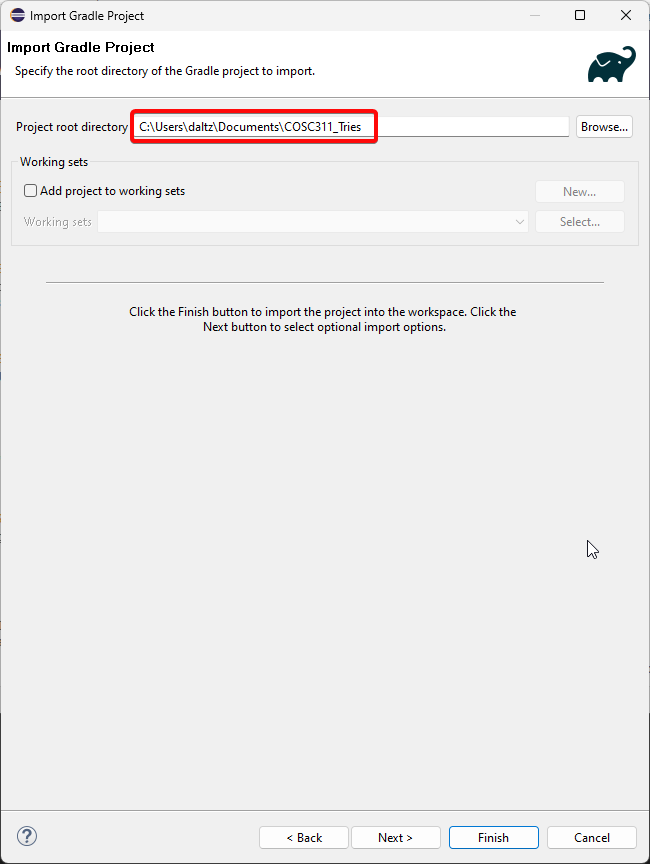 Import Gradle Project
Import Gradle Project
Specify the root directory of the Gradle project to import.
Project root directory C:\Users\daltz\Documents\COSC311_Tries Browse...
Working sets
Add project to working sets New...
Working sets Select...
Click the Finish button to import the project into the workspace. Click the
Next button to select optional import options.
? < Back Next > Finish Cancel